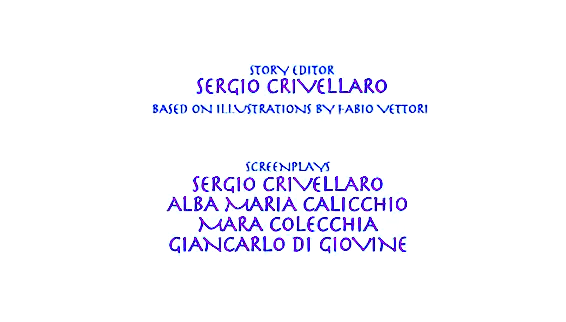 STORY EDITOR
SERGIO CRIVELLARO
BASED ON ILLUSTRATIONS BY FABIO VETTORI
SCREENPLAYS
SERGIO CRIVELLARO
ALBA MARIA CALICCHIO
MARA COLECCHIA
GIANCARLO DI GIOVINE